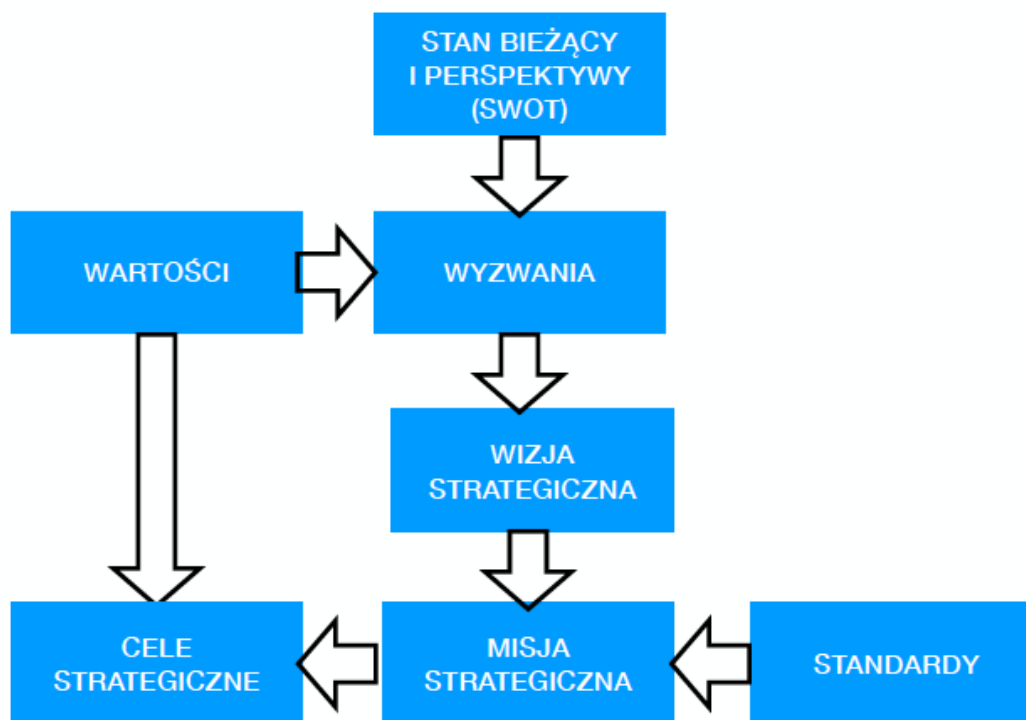 STAN BIEŻĄCY
I PERSPEKTYWY
(SWOT)
WARTOŚCI
WYZWANIA
WIZJA
STRATEGICZNA
CELE
STRATEGICZNE
MISJA
STRATEGICZNA
STANDARDY